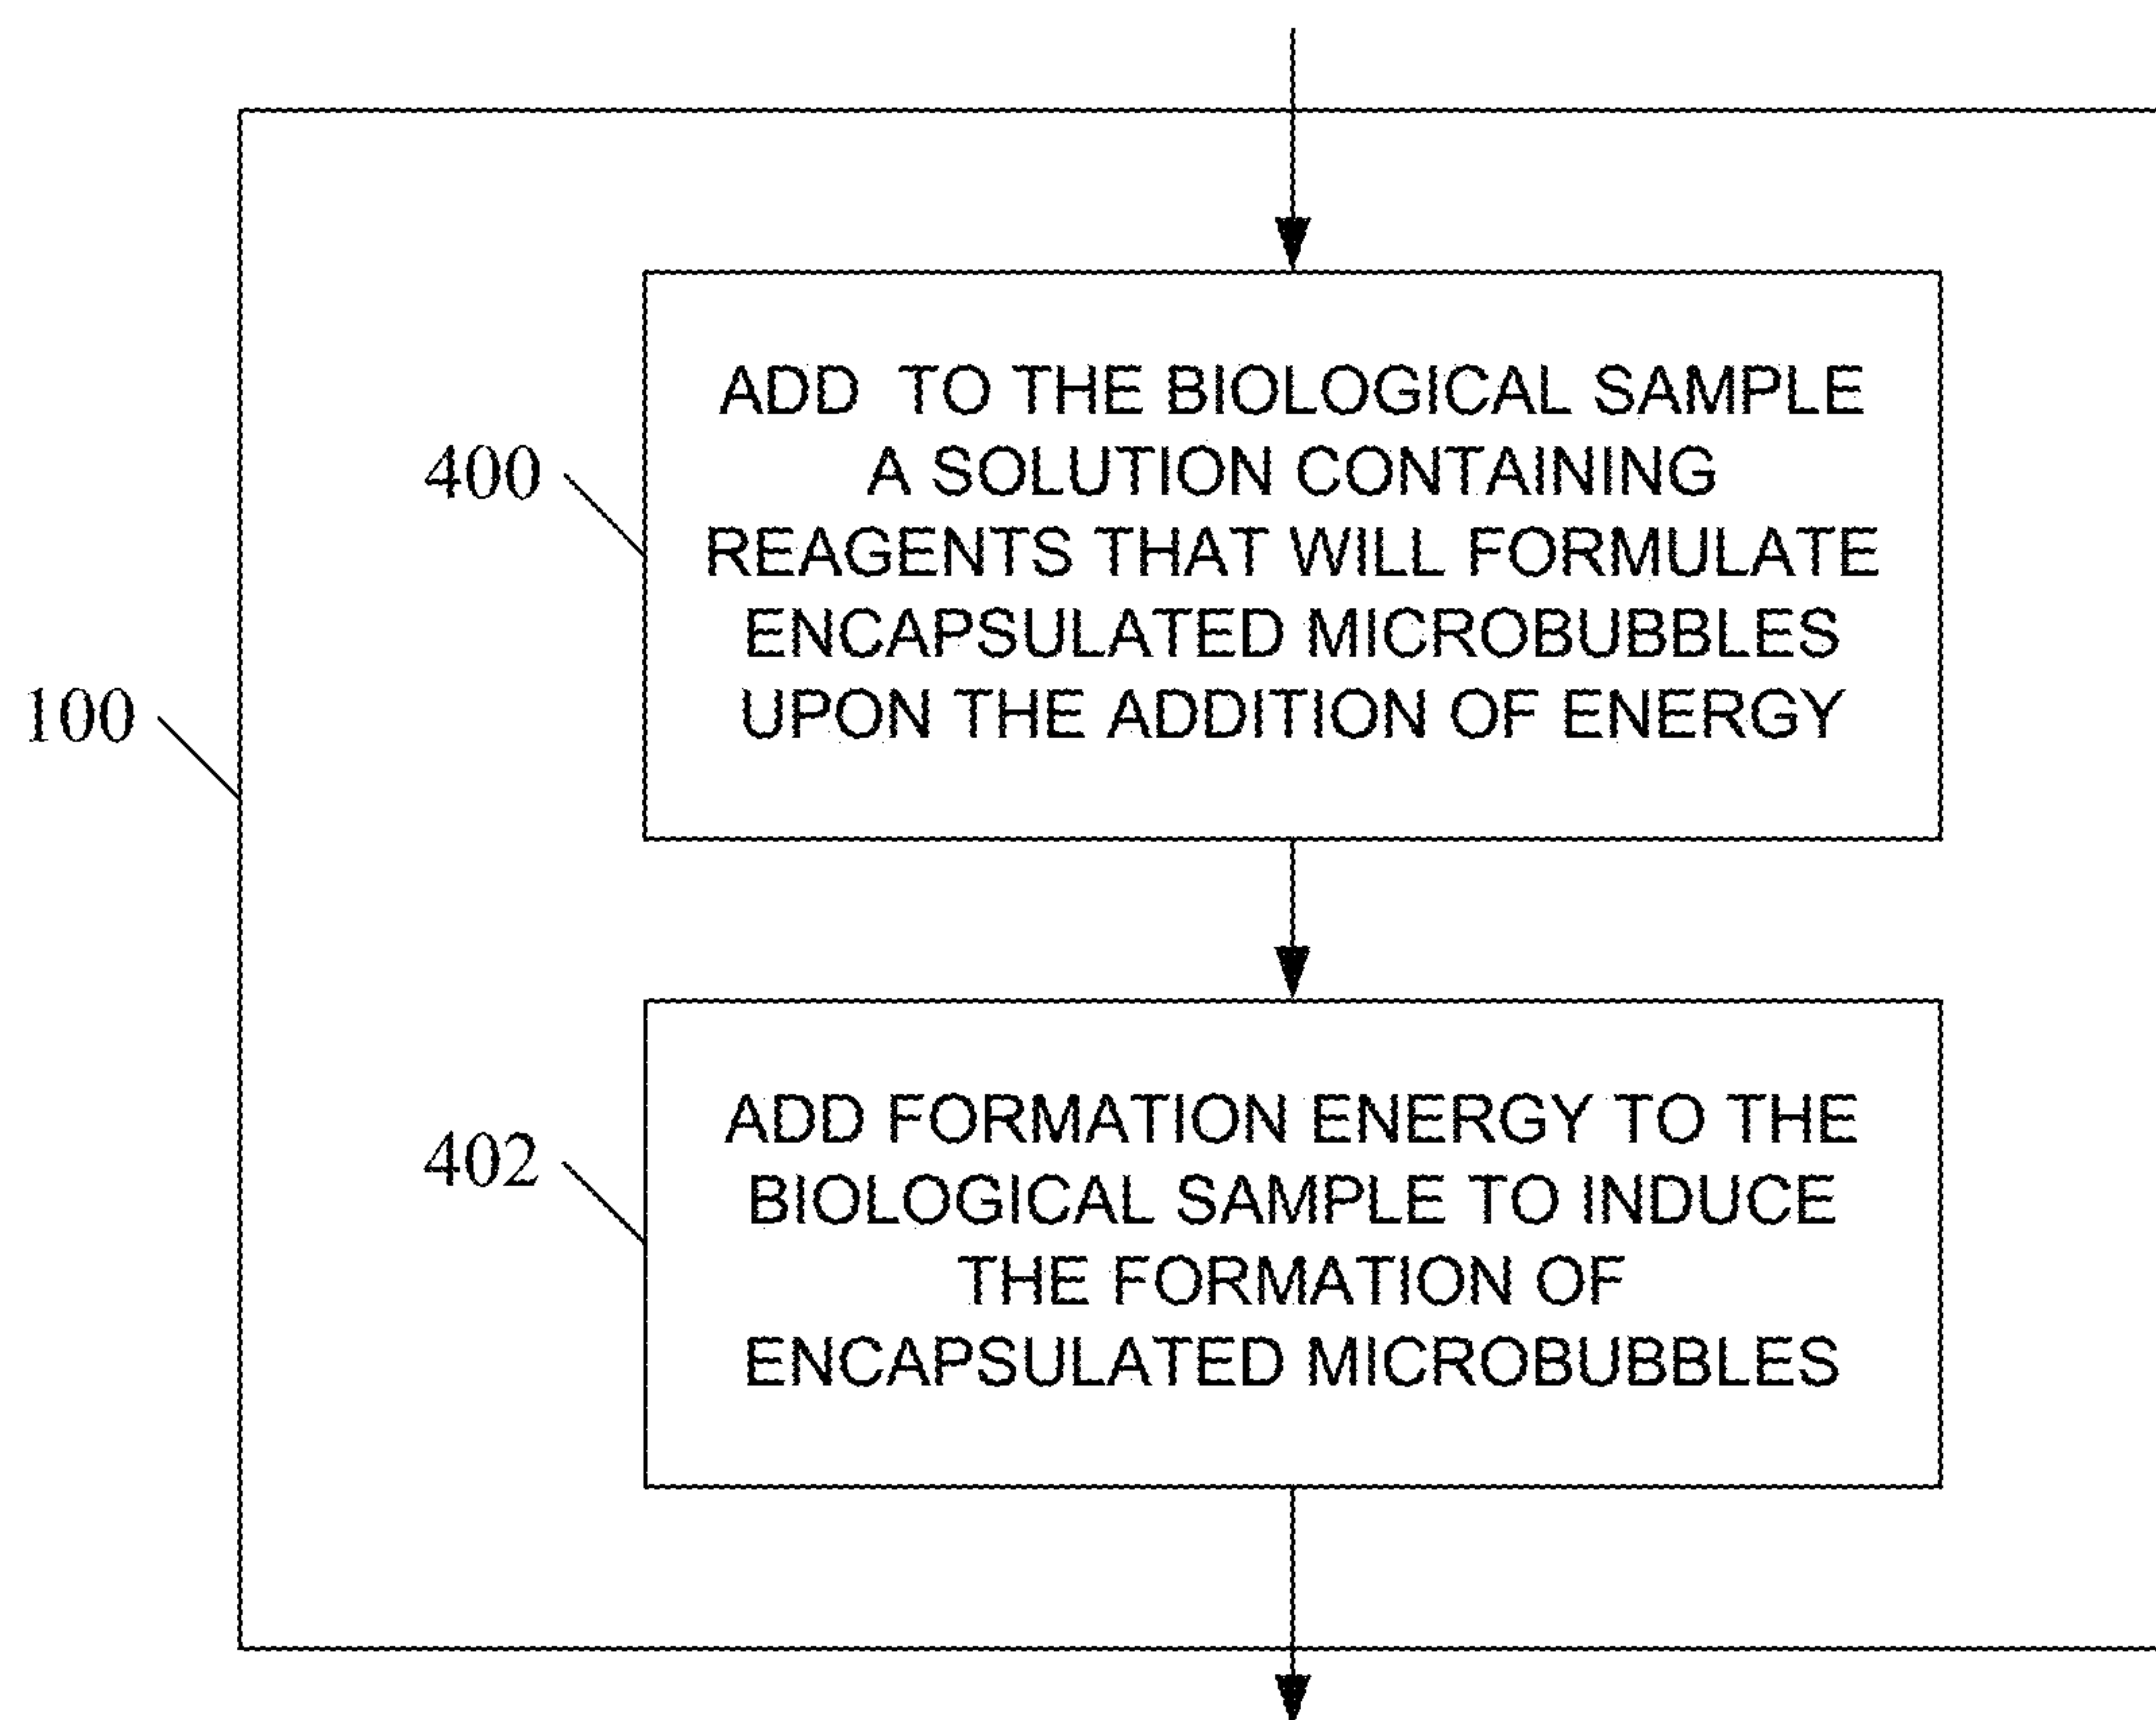 ADD TO THE BIOLOGICAL SAMPLE
A SOLUTION CONTAINING
REAGENTS THAT WILL FORMULATE
ENCAPSULATED MICROBUBBLES
UPON THE ADDITION OF ENERGY
400
100
ADD FORMATION ENERGY TO THE
BIOLOGICAL SAMPLE TO INDUCE
THE FORMATION OF
ENCAPSULATED MICROBUBBLES
402